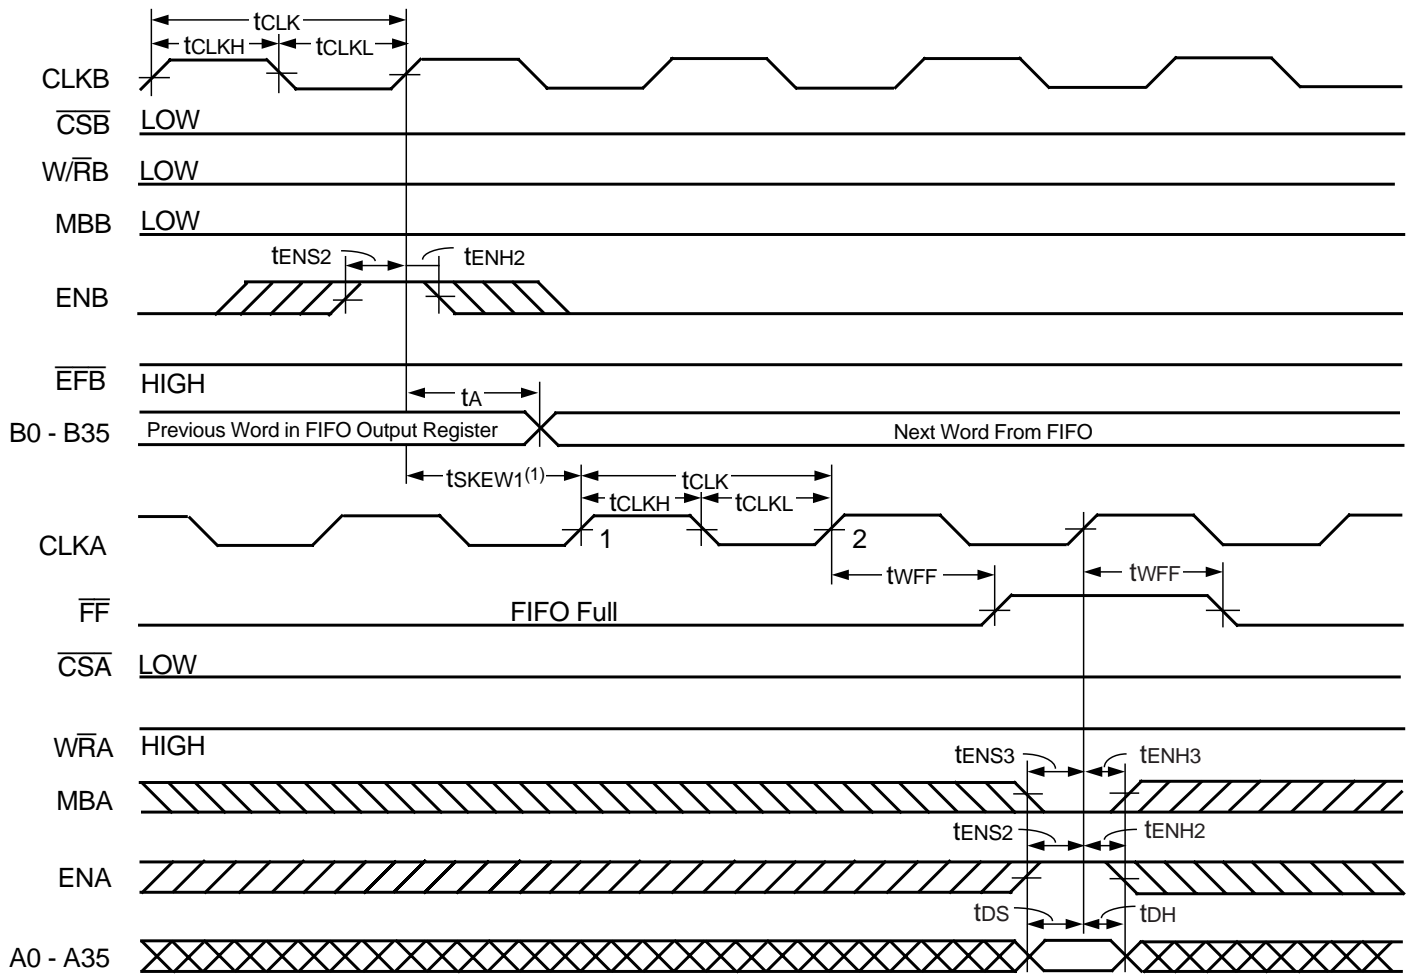 tCLK
tCLKH
tCLKL
CLKB
CSB
LOW
W/RB
LOW
MBB
LOW
tENS2
tENH2
ENB
EFB
HIGH
tA
B0 - B35
Previous Word in FIFO Output Register
Next Word From FIFO
tSKEW1(1)
tCLK
tCLKH
tCLKL
CLKA
1
2
tWFF
tWFF
FF
FIFO Full
CSA
LOW
WRA
HIGH
tENS3
tENH3
MBA
tENS2
tENH2
ENA
tDS
tDH
A0 - A35